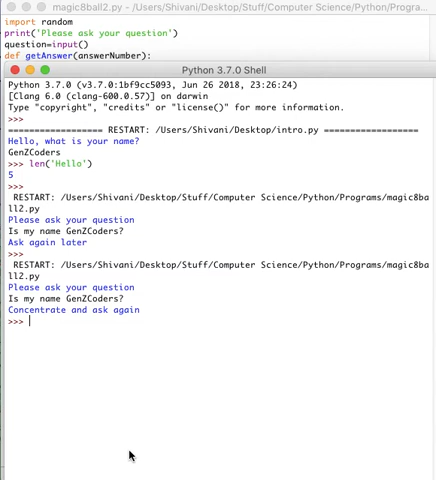 magic8ball2.py - /Users/Shivani/Desktop/Stuff/Computer Science/Python/Progra...
import random
print('Please ask your question')
question=input()
def getAnswer(answerNumber):
Python 3.7.0 Shell
Python 3.7.0 (v3.7.0:1bf9cc5093, Jun 26 2018, 23:26:24)
[Clang 6.0 (clang-600.0.57)] on darwin
Type "copyright", "credits" or "license()" for more information.
>>>
================== RESTART: /Users/Shivani/Desktop/intro.py ==================
Hello, what is your name?
GenZCoders
>>> len('Hello')
5
>>>
RESTART: /Users/Shivani/Desktop/Stuff/Computer Science/Python/Programs/magic8ba
ll2.py
Please ask your question
Is my name GenZCoders?
Ask again later
>>>
RESTART: /Users/Shivani/Desktop/Stuff/Computer Science/Python/Programs/magic8ba
ll2.py
Please ask your question
Is my name GenZCoders?
Concentrate and ask again
>>>